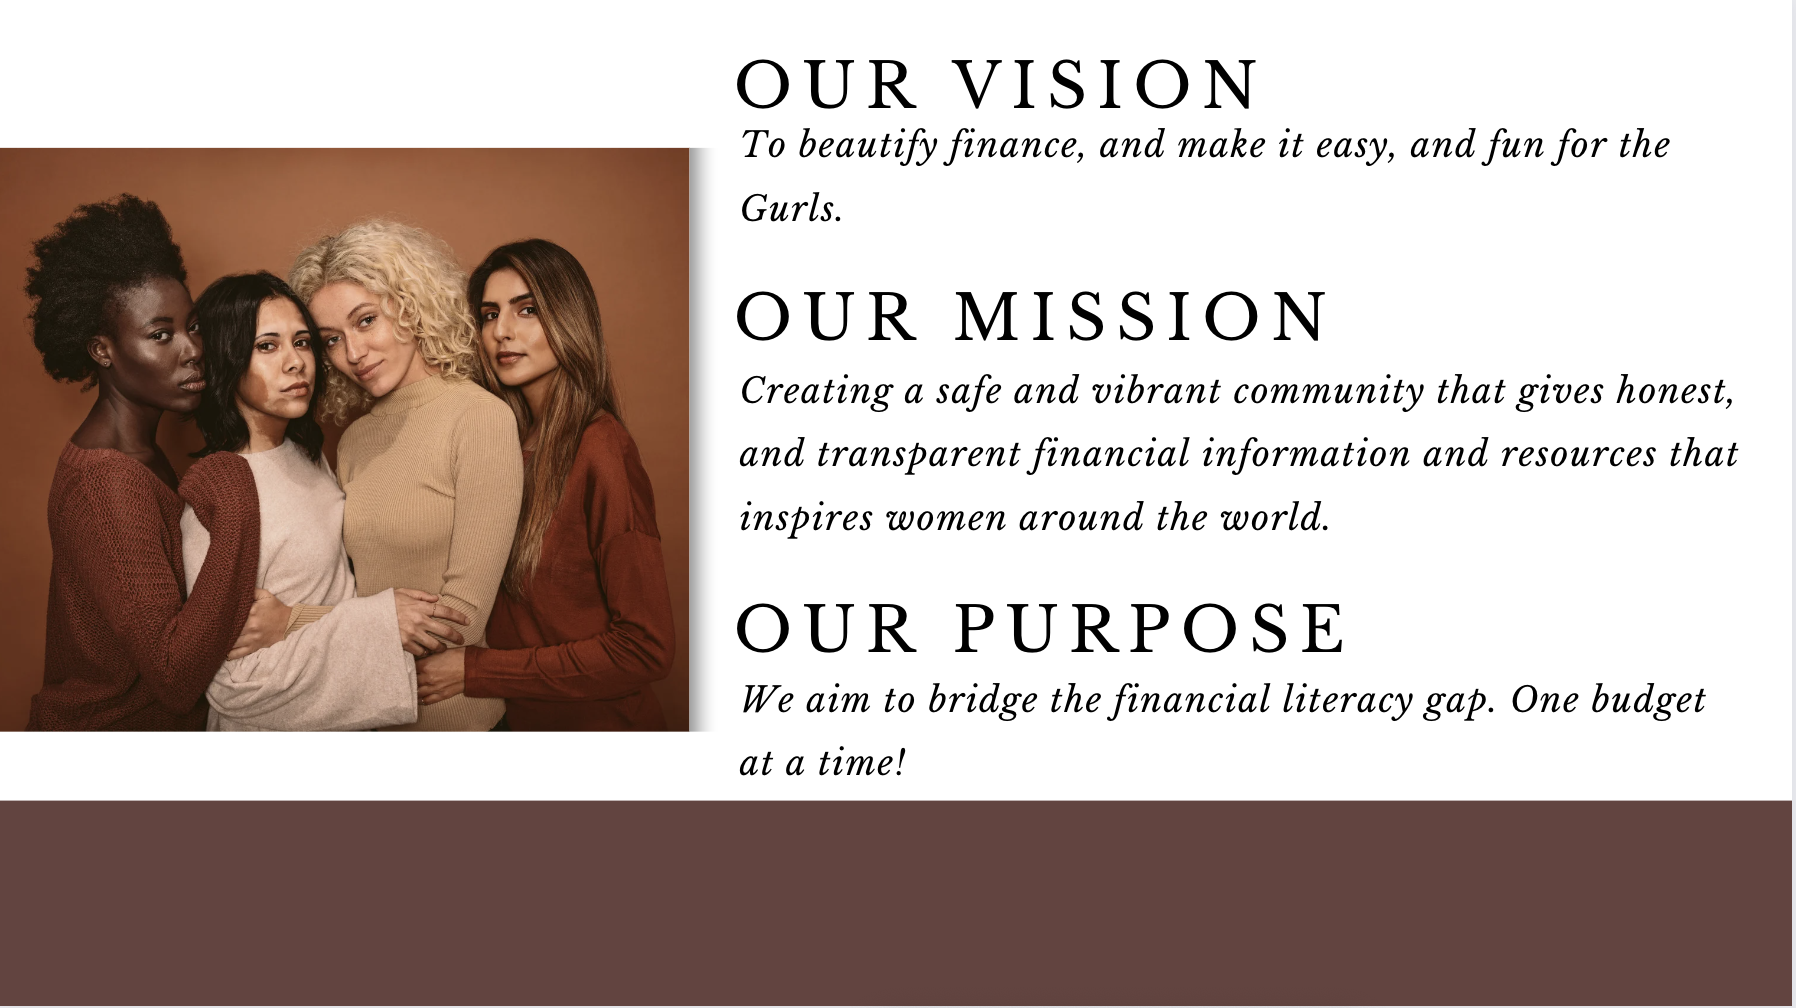 OUR VISION
To beautify finance, and make it easy, and fun for the
Gurls.
OUR MISSION
Creating a safe and vibrant community that gives honest,
and transparent financial information and resources that
inspires women around the world.
OUR PURPOSE
We aim to bridge the financial literacy gap. One budget
at a time!